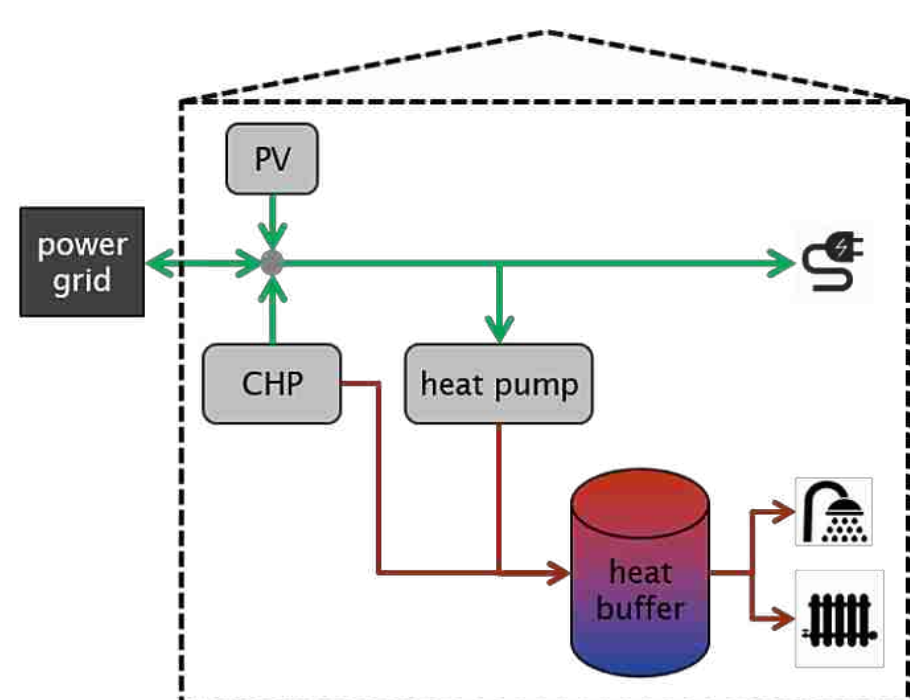 PV
power
grid
CHP
heat pump
heat
buffer